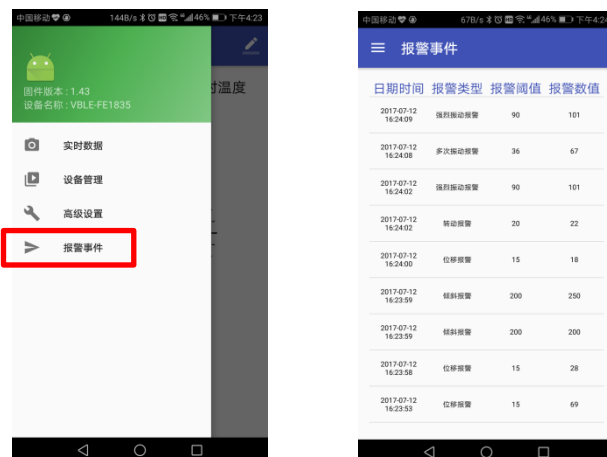 中国移动 144B/s 46% 下午4:23
时温度
固件版本 : 1.43
设备名称 : VBLE-FE1835
实时数据
设备管理
高级设置
报警事件
中国移动 67B/s 46% 下午4:24
报警事件
日期时间 报警类型 报警阈值 报警数值
2017-07-12
16:24:09 强烈振动报警 90 101
2017-07-12
16:24:08 多次振动报警 36 67
2017-07-12
16:24:02 强烈振动报警 90 101
2017-07-12
16:24:02 转动报警 20 22
2017-07-12
16:24:00 位移报警 15 18
2017-07-12
16:23:59 倾斜报警 200 250
2017-07-12
16:23:59 倾斜报警 200 200
2017-07-12
16:23:58 位移报警 15 28
2017-07-12
16:23:53 位移报警 15 69